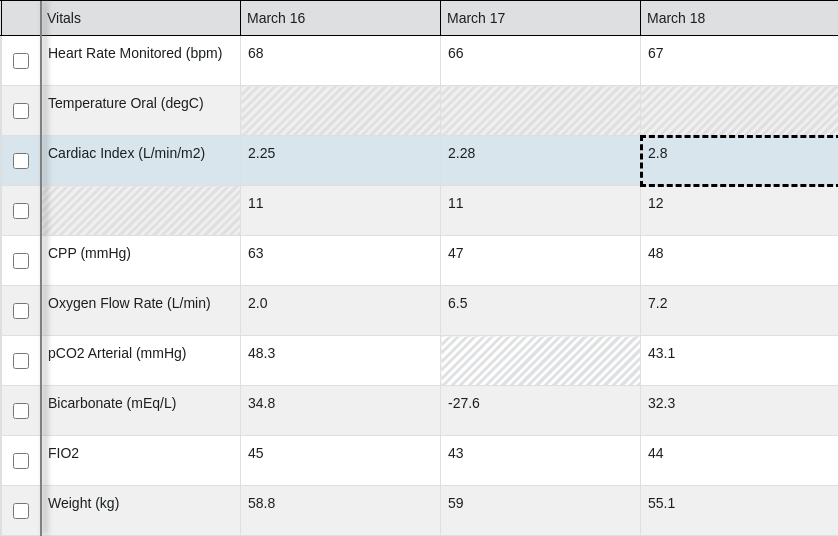 Vitals March 16 March 17 March 18
Heart Rate Monitored (bpm) 68 66 67
Temperature Oral (degC)
Cardiac Index (L/min/m2) 2.25 2.28 2.8
11 11 12
CPP (mmHg) 63 47 48
Oxygen Flow Rate (L/min) 2.0 6.5 7.2
pCO2 Arterial (mmHg) 48.3 43.1
Bicarbonate (mEq/L) 34.8 -27.6 32.3
FIO2 45 43 44
Weight (kg) 58.8 59 55.1